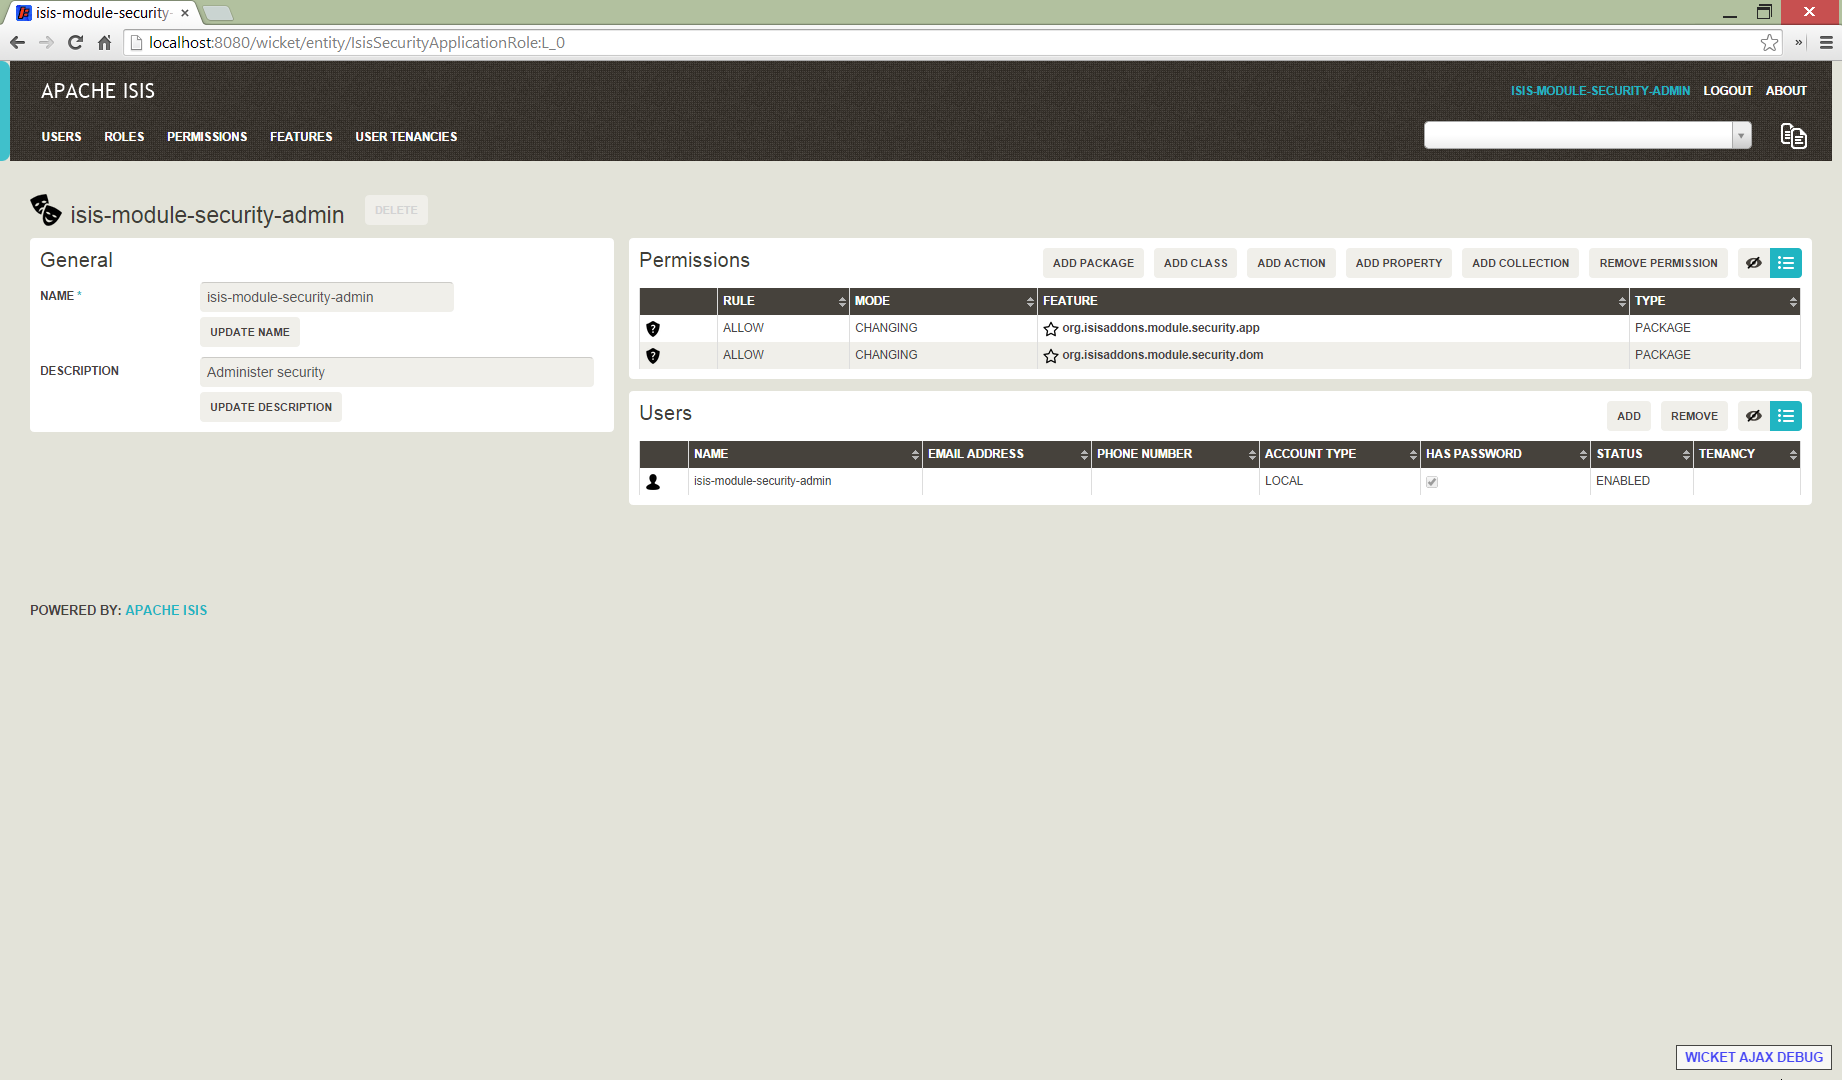 isis-module-security-
localhost:8080/wicket/entity/IsisSecurityApplicationRole:L_0
APACHE ISIS
ISIS-MODULE-SECURITY-ADMIN LOGOUT ABOUT
USERS ROLES PERMISSIONS FEATURES USER TENANCIES
isis-module-security-admin DELETE
General
NAME * isis-module-security-admin
UPDATE NAME
DESCRIPTION Administer security
UPDATE DESCRIPTION
Permissions ADD PACKAGE ADD CLASS ADD ACTION ADD PROPERTY ADD COLLECTION REMOVE PERMISSION
RULE MODE FEATURE TYPE
ALLOW CHANGING org.isisaddons.module.security.app PACKAGE
ALLOW CHANGING org.isisaddons.module.security.dom PACKAGE
Users ADD REMOVE
NAME EMAIL ADDRESS PHONE NUMBER ACCOUNT TYPE HAS PASSWORD STATUS TENANCY
isis-module-security-admin LOCAL ENABLED
POWERED BY: APACHE ISIS
WICKET AJAX DEBUG